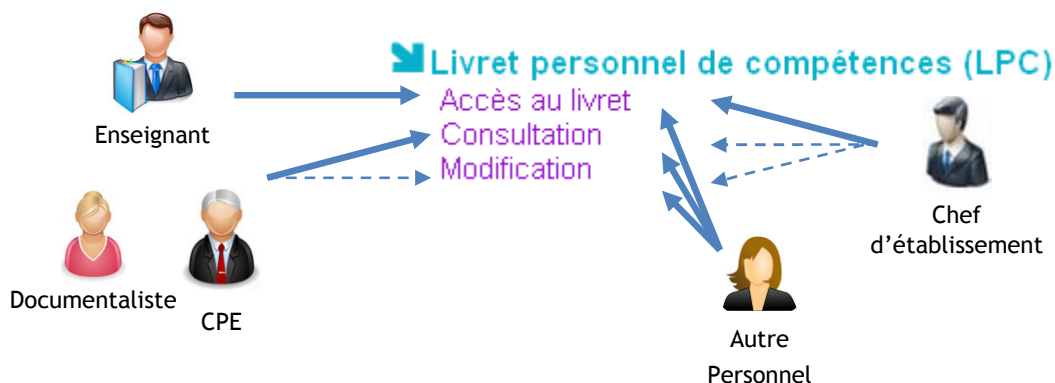 Livret personnel de compétences (LPC)
Accès au livret
Consultation
Modification
Enseignant
Documentaliste
CPE
Chef
d'établissement
Autre
Personnel